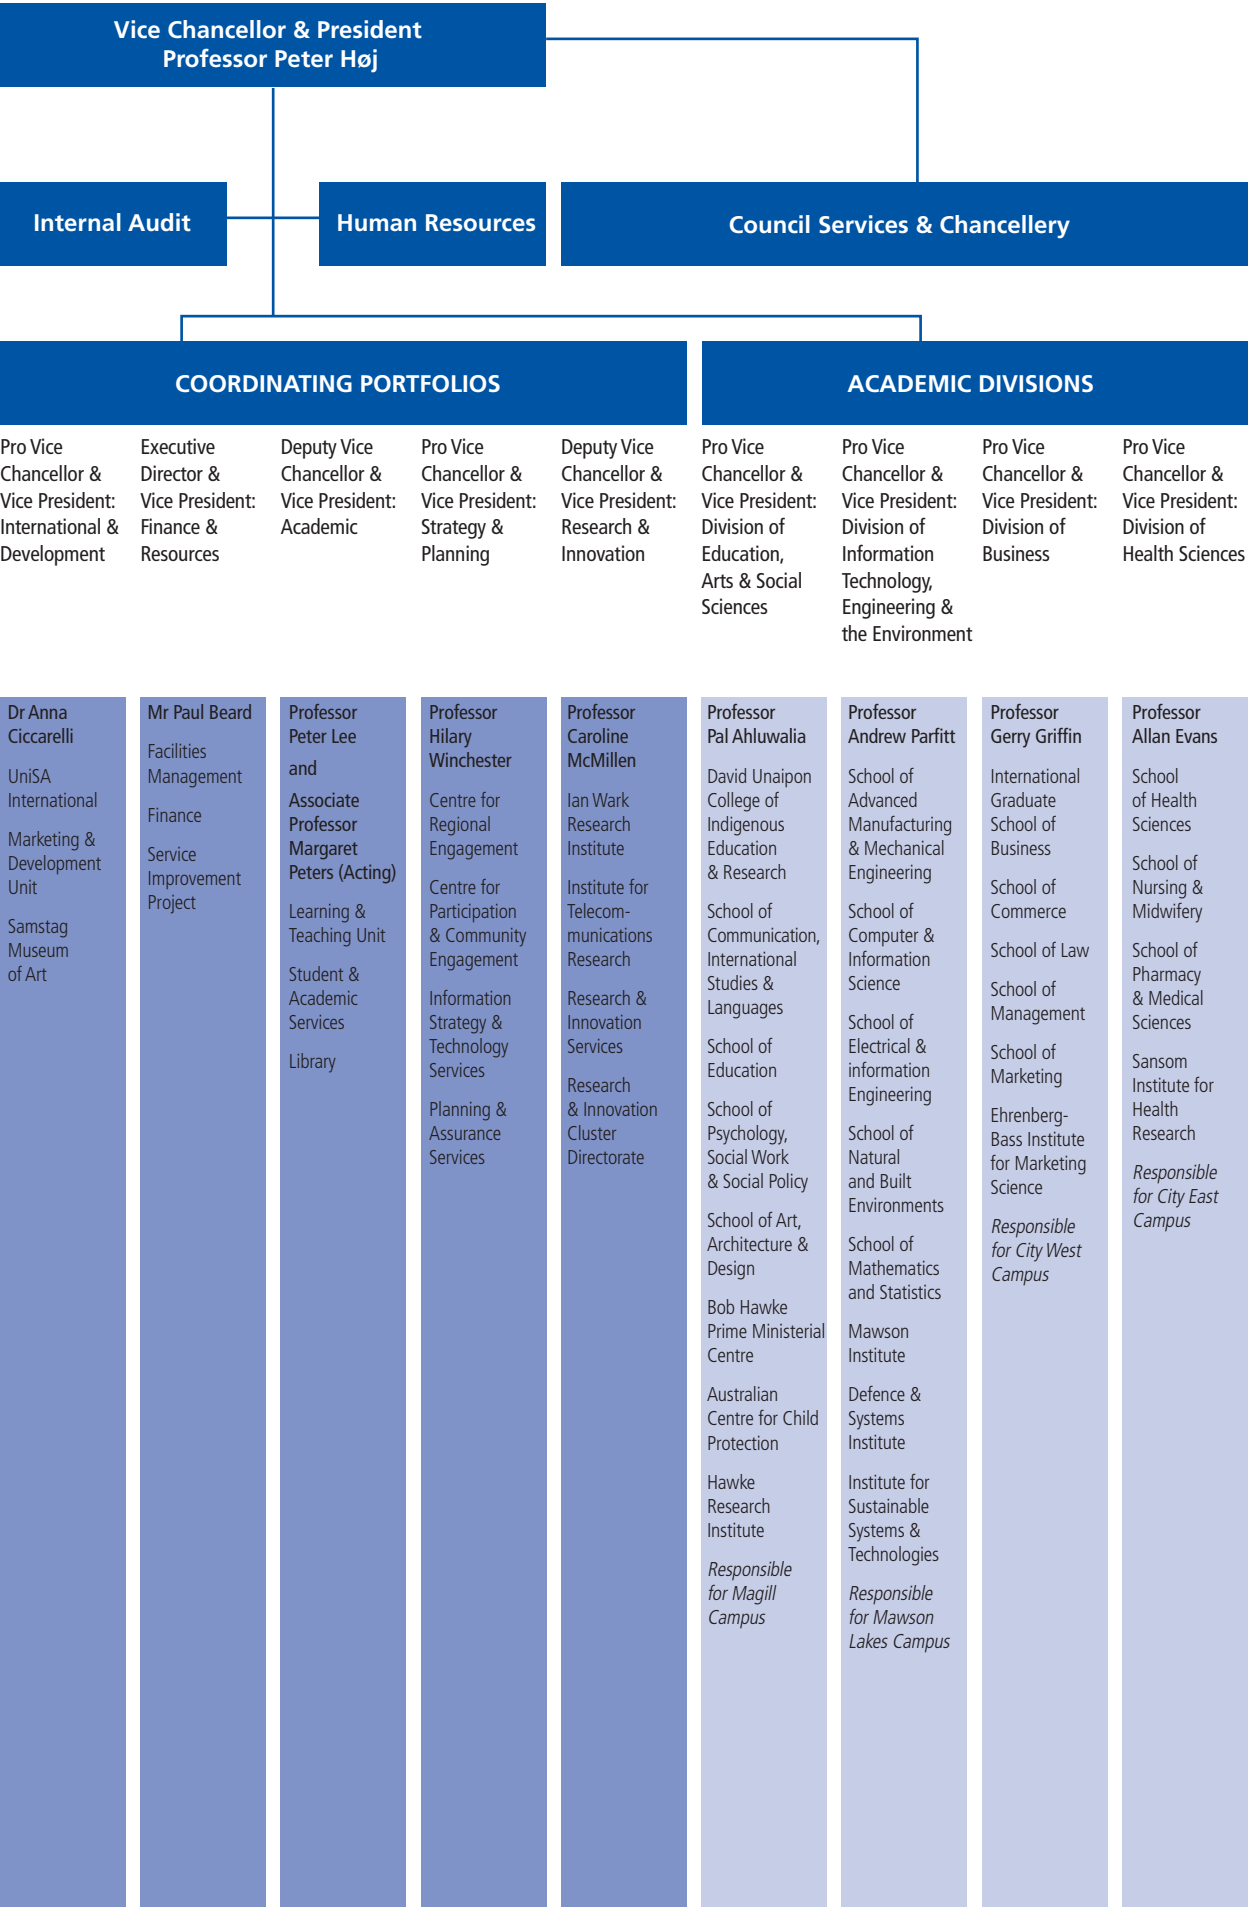 Vice Chancellor & President
Professor Peter Høj
Internal Audit
Human Resources
Council Services & Chancellery
COORDINATING PORTFOLIOS
ACADEMIC DIVISIONS
Pro Vice
Chancellor &
Vice President:
International &
Development
Executive
Director &
Vice President:
Finance &
Resources
Deputy Vice
Chancellor &
Vice President:
Academic
Pro Vice
Chancellor &
Vice President:
Strategy &
Planning
Deputy Vice
Chancellor &
Vice President:
Research &
Innovation
Pro Vice
Chancellor &
Vice President:
Division of
Education,
Arts & Social
Sciences
Pro Vice
Chancellor &
Vice President:
Division of
Information
Technology,
Engineering &
the Environment
Pro Vice
Chancellor &
Vice President:
Division of
Business
Pro Vice
Chancellor &
Vice President:
Division of
Health Sciences
Dr Anna
Ciccarelli
UniSA
International
Marketing &
Development
Unit
Samstag
Museum
of Art
Mr Paul Beard
Facilities
Management
Finance
Service
Improvement
Project
Professor
Peter Lee
and
Associate
Professor
Margaret
Peters (Acting)
Learning &
Teaching Unit
Student &
Academic
Services
Library
Professor
Hilary
Winchester
Centre for
Regional
Engagement
Centre for
Participation
& Community
Engagement
Information
Strategy &
Technology
Services
Planning &
Assurance
Services
Professor
Caroline
McMillen
Ian Wark
Research
Institute
Institute for
Telecom-
munications
Research
Research &
Innovation
Services
Research
& Innovation
Cluster
Directorate
Professor
Pal Ahluwalia
David Unaipon
College of
Indigenous
Education
& Research
School of
Communication,
International
Studies &
Languages
School of
Education
School of
Psychology,
Social Work
& Social Policy
School of Art,
Architecture &
Design
Bob Hawke
Prime Ministerial
Centre
Australian
Centre for Child
Protection
Hawke
Research
Institute
Responsible
for Magill
Campus
Professor
Andrew Parfitt
School of
Advanced
Manufacturing
& Mechanical
Engineering
School of
Computer &
Information
Science
School of
Electrical &
information
Engineering
School of
Natural
and Built
Environments
School of
Mathematics
and Statistics
Mawson
Institute
Defence &
Systems
Institute
Institute for
Sustainable
Systems &
Technologies
Responsible
for Mawson
Lakes Campus
Professor
Gerry Griffin
International
Graduate
School of
Business
School of
Commerce
School of Law
School of
Management
School of
Marketing
Ehrenberg-
Bass Institute
for Marketing
Science
Responsible
for City West
Campus
Professor
Allan Evans
School
of Health
Sciences
School of
Nursing &
Midwifery
School of
Pharmacy
& Medical
Sciences
Sansom
Institute for
Health
Research
Responsible
for City East
Campus